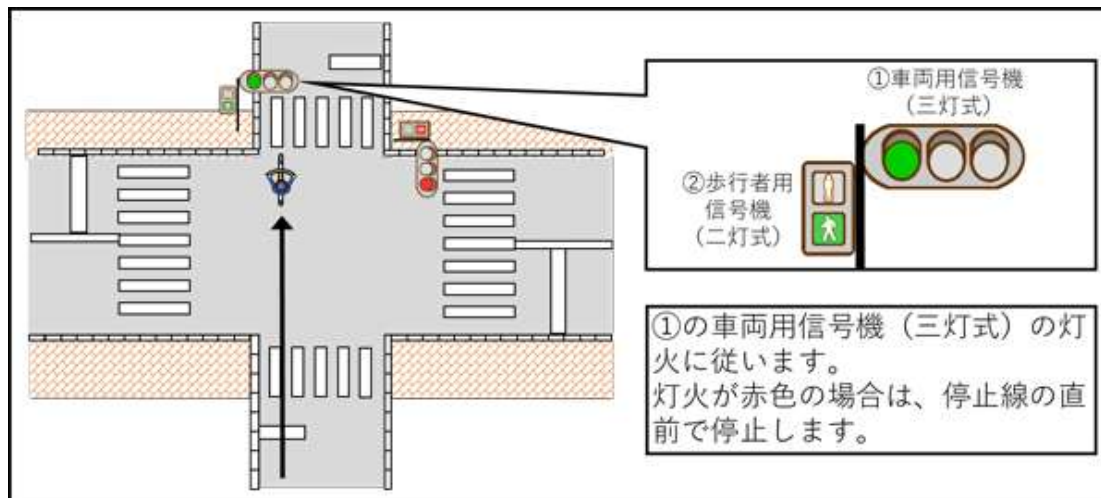 ①車両用信号機
（三灯式）
②歩行者用
信号機
（二灯式）
①の車両用信号機（三灯式）の灯
火に従います。
灯火が赤色の場合は、停止線の直
前で停止します。